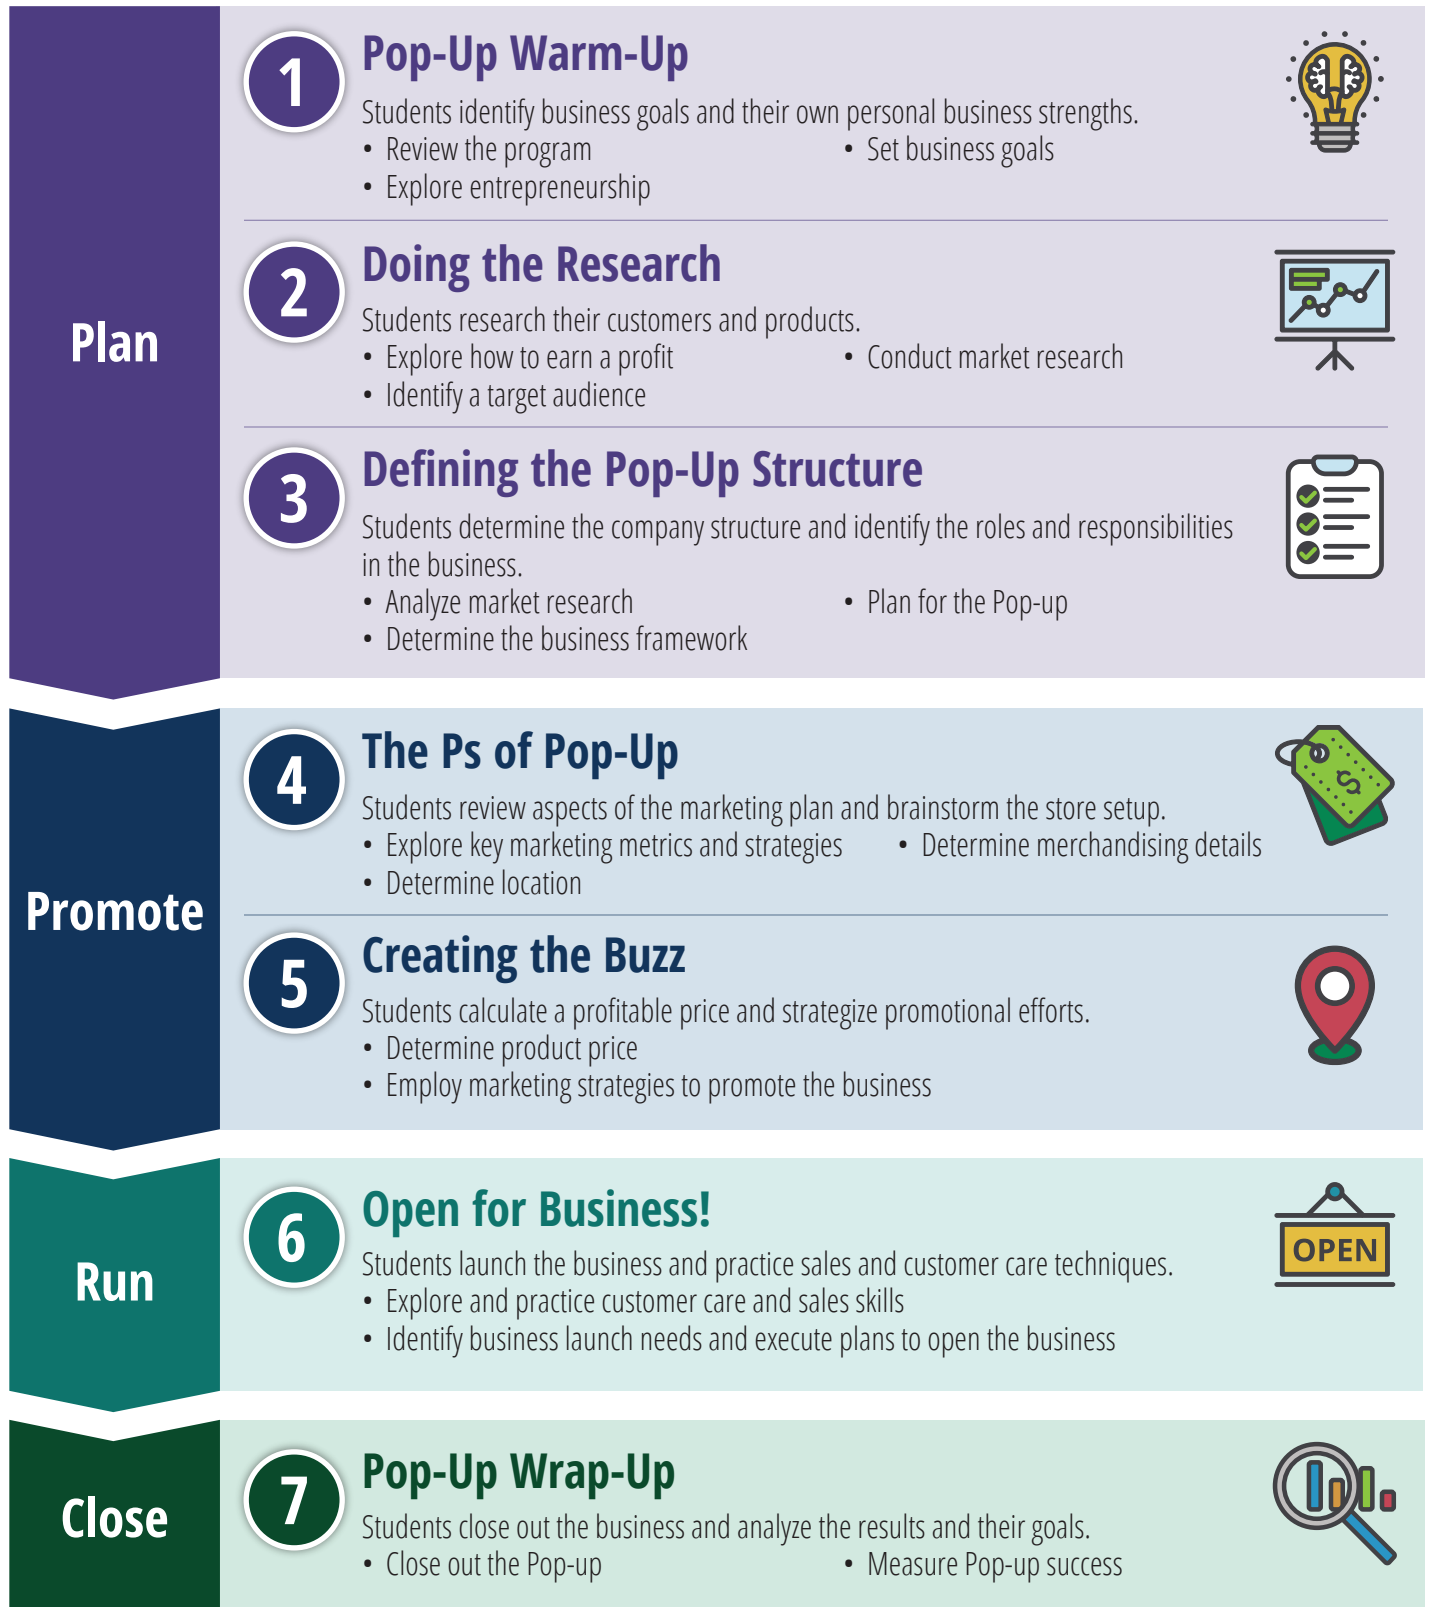 Plan
1
Pop-Up Warm-Up
Students identify business goals and their own personal business strengths.
• Review the program
• Explore entrepreneurship
• Set business goals
2
Doing the Research
Students research their customers and products.
• Explore how to earn a profit
• Identify a target audience
• Conduct market research
3
Defining the Pop-Up Structure
Students determine the company structure and identify the roles and responsibilities
in the business.
• Analyze market research
• Determine the business framework
• Plan for the Pop-up
Promote
4
The Ps of Pop-Up
Students review aspects of the marketing plan and brainstorm the store setup.
• Explore key marketing metrics and strategies
• Determine location
• Determine merchandising details
$
5
Creating the Buzz
Students calculate a profitable price and strategize promotional efforts.
• Determine product price
• Employ marketing strategies to promote the business
Run
6
Open for Business!
Students launch the business and practice sales and customer care techniques.
• Explore and practice customer care and sales skills
• Identify business launch needs and execute plans to open the business
OPEN
Close
7
Pop-Up Wrap-Up
Students close out the business and analyze the results and their goals.
• Close out the Pop-up
• Measure Pop-up success